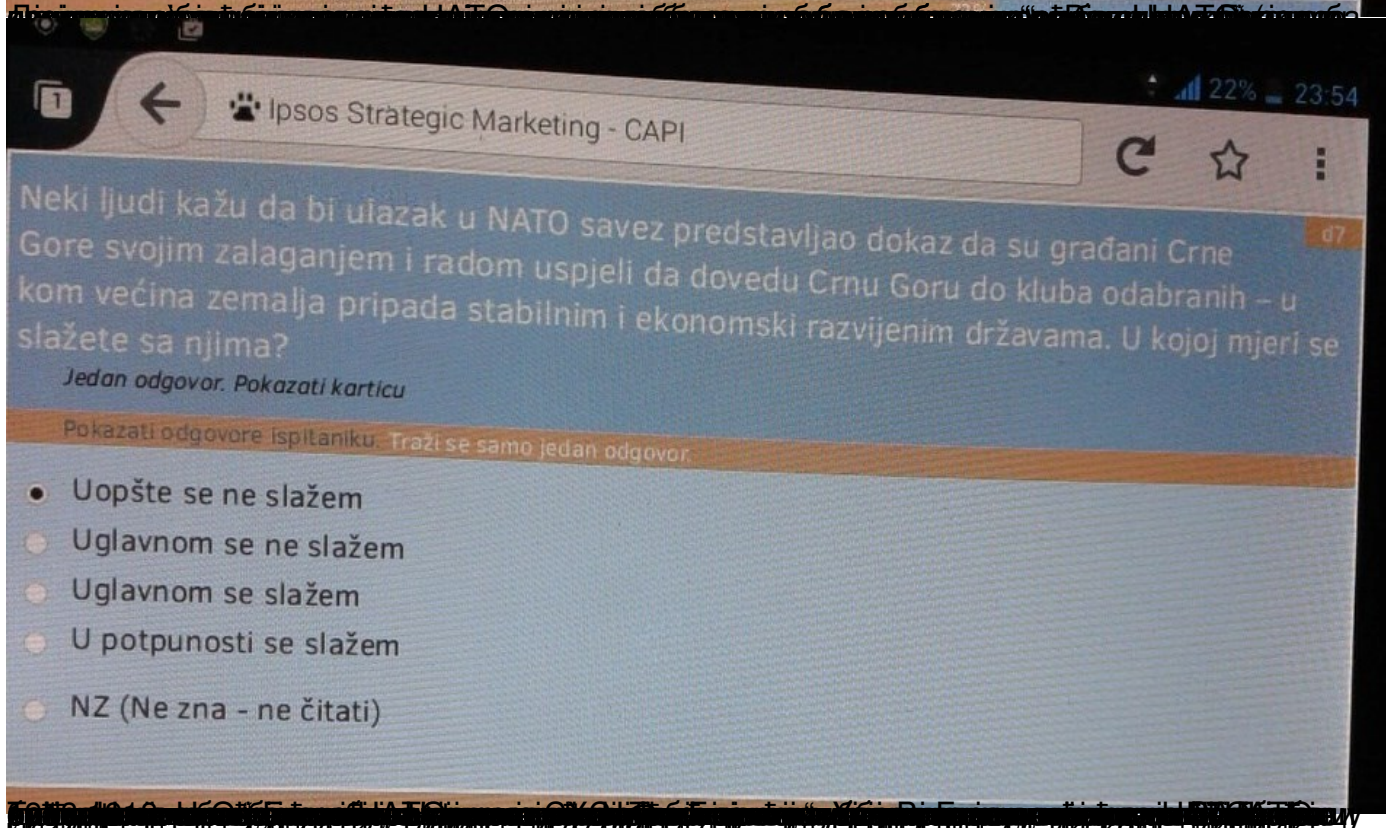 1
22%
23:54
Ipsos Strategic Marketing - CAPI
Neki ljudi kažu da bi ulazak u NATO savez predstavljao dokaz da su građani Crne
d7
Gore svojim zalaganjem i radom uspjeli da dovedu Crnu Goru do kluba odabranih – u
kom većina zemalja pripada stabilnim i ekonomski razvijenim državama. U kojoj mjeri se
slažete sa njima?
Jedan odgovor. Pokazati karticu
Pokazati odgovore ispitaniku. Traži se samo jedan odgovor.
Uopšte se ne slažem
Uglavnom se ne slažem
Uglavnom se slažem
U potpunosti se slažem
NZ (Ne zna - ne čitati)